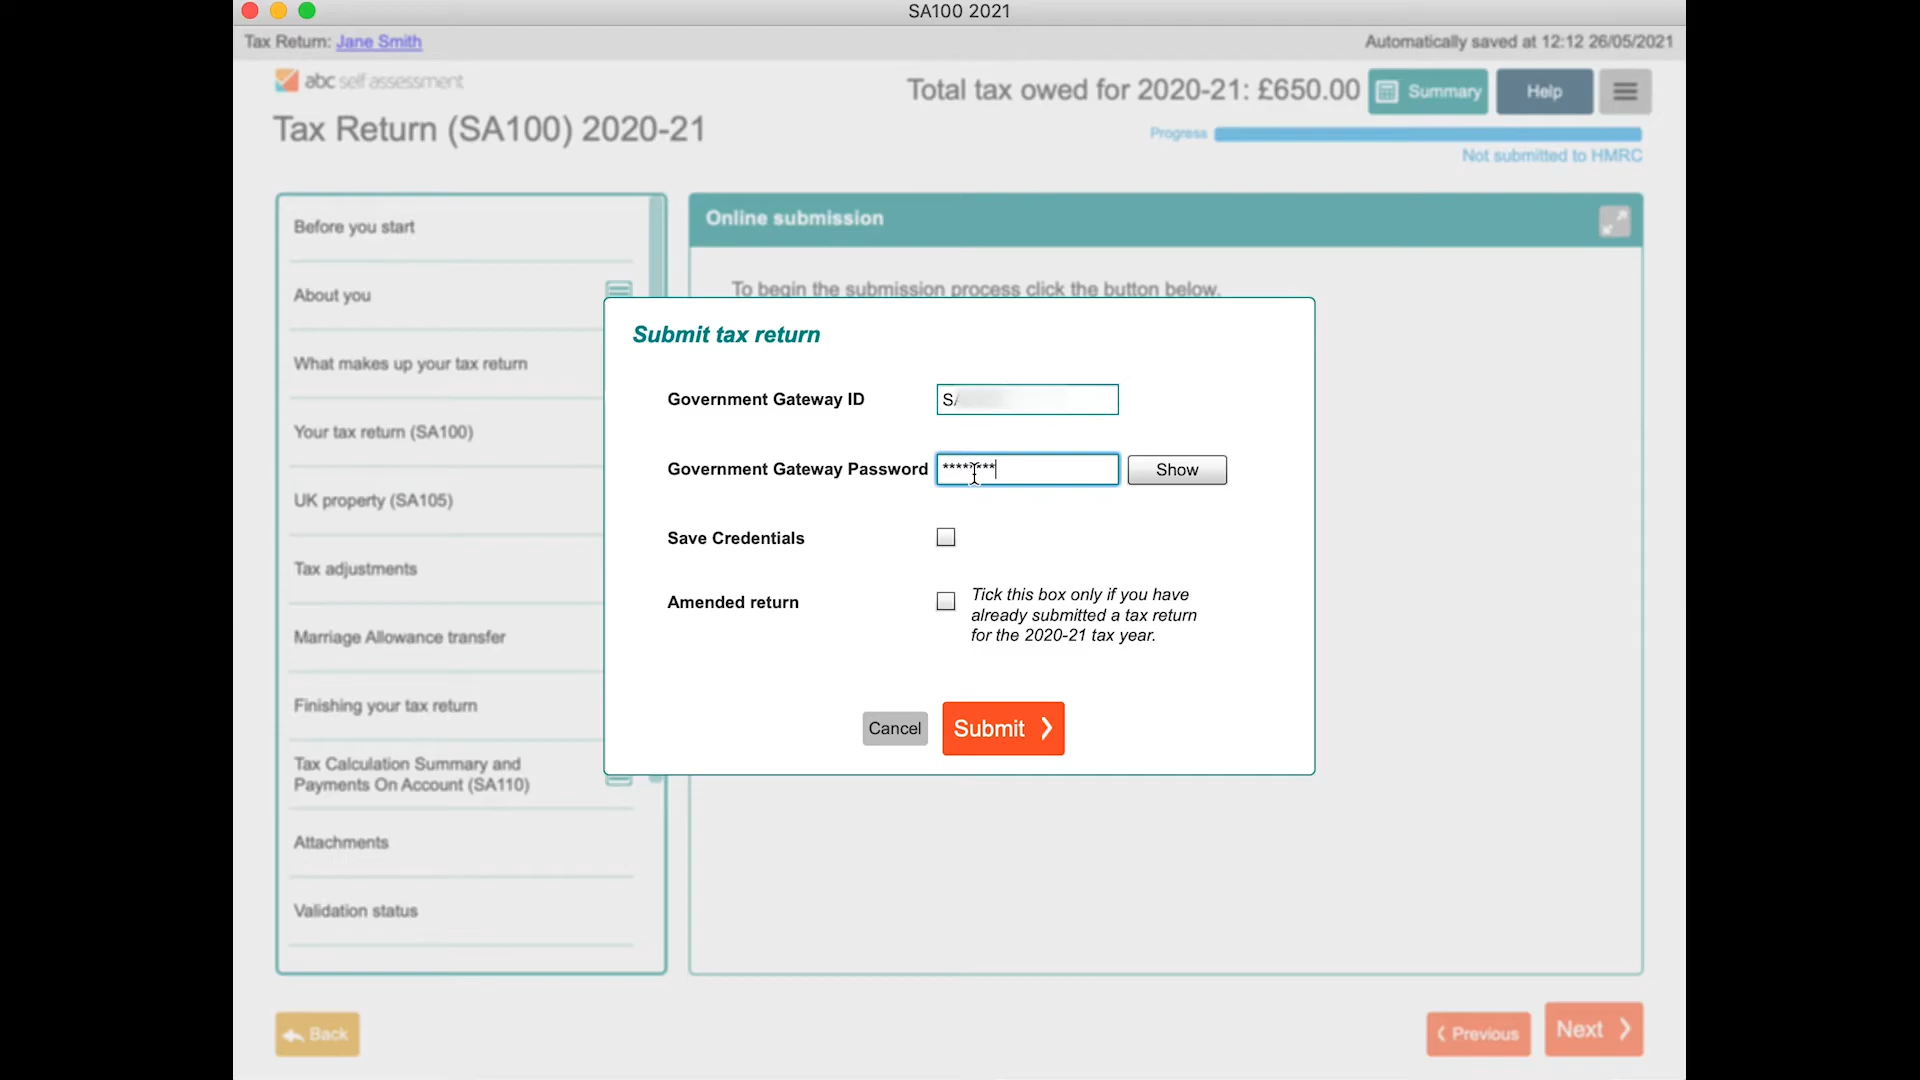 SA100 2021
Tax Return: Jane Smith
Automatically saved at 12:12 26/05/2021
abc self assessment
Total tax owed for 2020-21: £650.00
Summary
Help
Tax Return (SA100) 2020-21
Progress
Not submitted to HMRC
Before you start
About you
What makes up your tax return
Your tax return (SA100)
UK property (SA105)
Tax adjustments
Marriage Allowance transfer
Finishing your tax return
Tax Calculation Summary and
Payments On Account (SA110)
Attachments
Validation status
Online submission
To begin the submission process click the button below.
Submit tax return
Government Gateway ID
Government Gateway Password
********
Show
Save Credentials
Amended return
Tick this box only if you have
already submitted a tax return
for the 2020-21 tax year.
Cancel
Submit
Back
Previous
Next